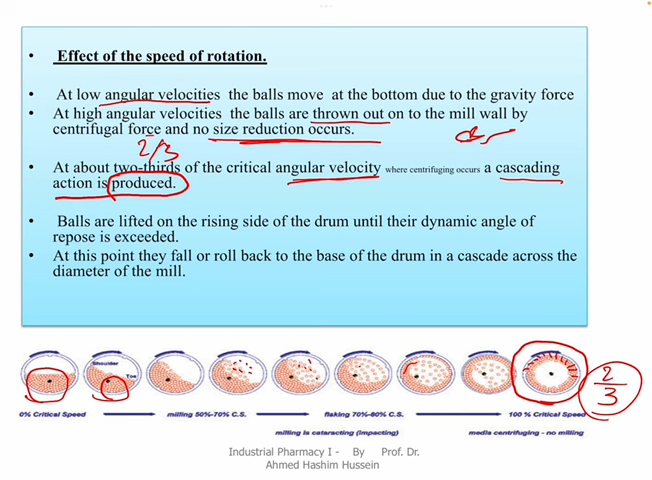 • Effect of the speed of rotation.
• At low angular velocities the balls move at the bottom due to the gravity force
• At high angular velocities the balls are thrown out on to the mill wall by
centrifugal force and no size reduction occurs.
2/3
• At about two-thirds of the critical angular velocity where centrifuging occurs a cascading
action is produced.
• Balls are lifted on the rising side of the drum until their dynamic angle of
repose is exceeded.
• At this point they fall or roll back to the base of the drum in a cascade across the
diameter of the mill.
Shoulder
Toe
2/3
0% Critical Speed milling 50%-70% C.S. flaking 70%-80% C.S. 100 % Critical Speed
milling is cataracting (impacting) media centrifuging - no milling
Industrial Pharmacy I - By Prof. Dr.
Ahmed Hashim Hussein